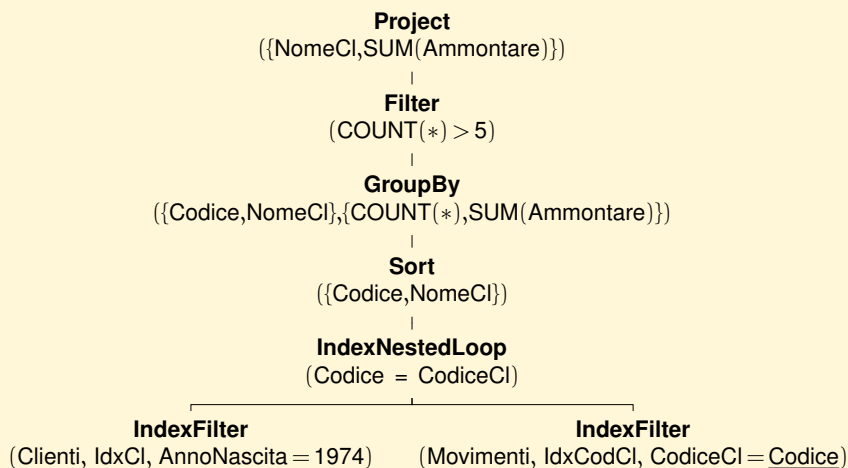 Project
({NomeCl,SUM(Ammontare)})
Filter
(COUNT(∗) > 5)
GroupBy
({Codice,NomeCl},{COUNT(∗),SUM(Ammontare)})
Sort
({Codice,NomeCl})
IndexNestedLoop
(Codice = CodiceCl)
IndexFilter IndexFilter
(Clienti, IdxCl, AnnoNascita = 1974) (Movimenti, IdxCodCl, CodiceCl = Codice)